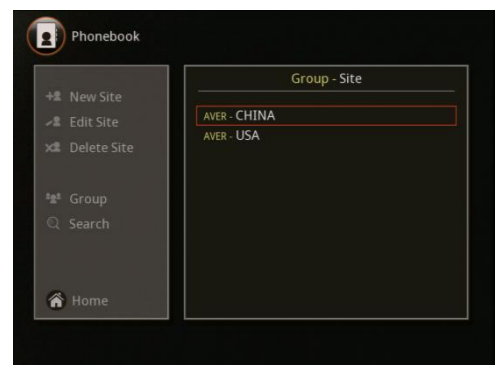 Phonebook
New Site
Edit Site
Delete Site
Group
Search
Home
Group - Site
AVER - CHINA
AVER - USA